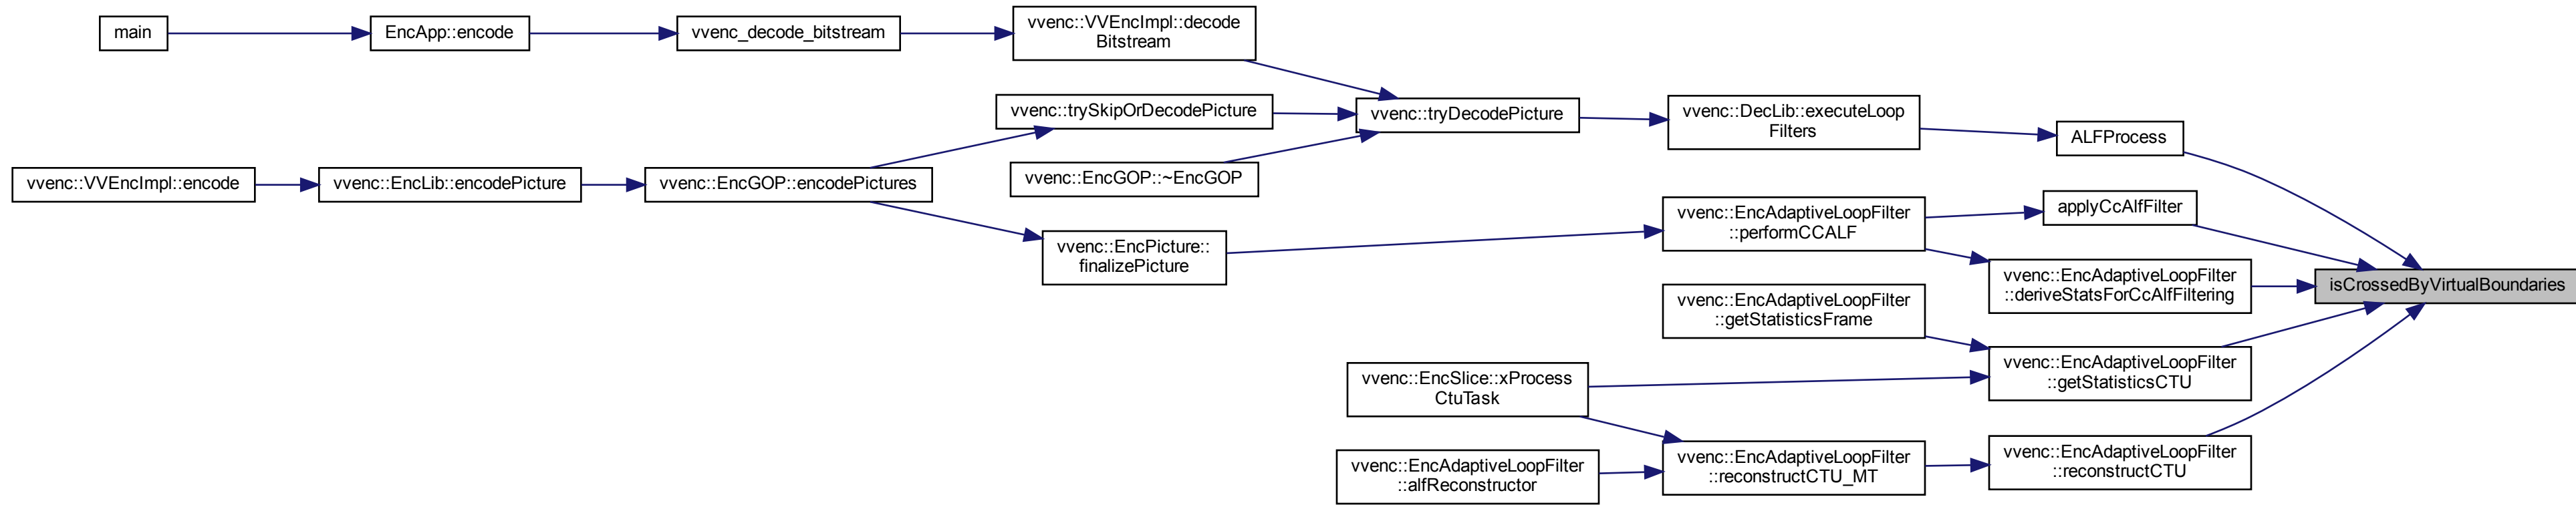 main
EncApp::encode
vvenc_decode_bitstream
vvenc::VVEncImpl::decode
Bitstream
vvenc::trySkipOrDecodePicture
vvenc::tryDecodePicture
vvenc::DecLib::executeLoop
Filters
ALFProcess
vvenc::VVEncImpl::encode
vvenc::EncLib::encodePicture
vvenc::EncGOP::encodePictures
vvenc::EncGOP::~EncGOP
vvenc::EncPicture::
finalizePicture
vvenc::EncAdaptiveLoopFilter
::performCCALF
applyCcAlfFilter
vvenc::EncAdaptiveLoopFilter
::deriveStatsForCcAlfFiltering
isCrossedByVirtualBoundaries
vvenc::EncAdaptiveLoopFilter
::getStatisticsFrame
vvenc::EncAdaptiveLoopFilter
::getStatisticsCTU
vvenc::EncSlice::xProcess
CtuTask
vvenc::EncAdaptiveLoopFilter
::alfReconstructor
vvenc::EncAdaptiveLoopFilter
::reconstructCTU_MT
vvenc::EncAdaptiveLoopFilter
::reconstructCTU